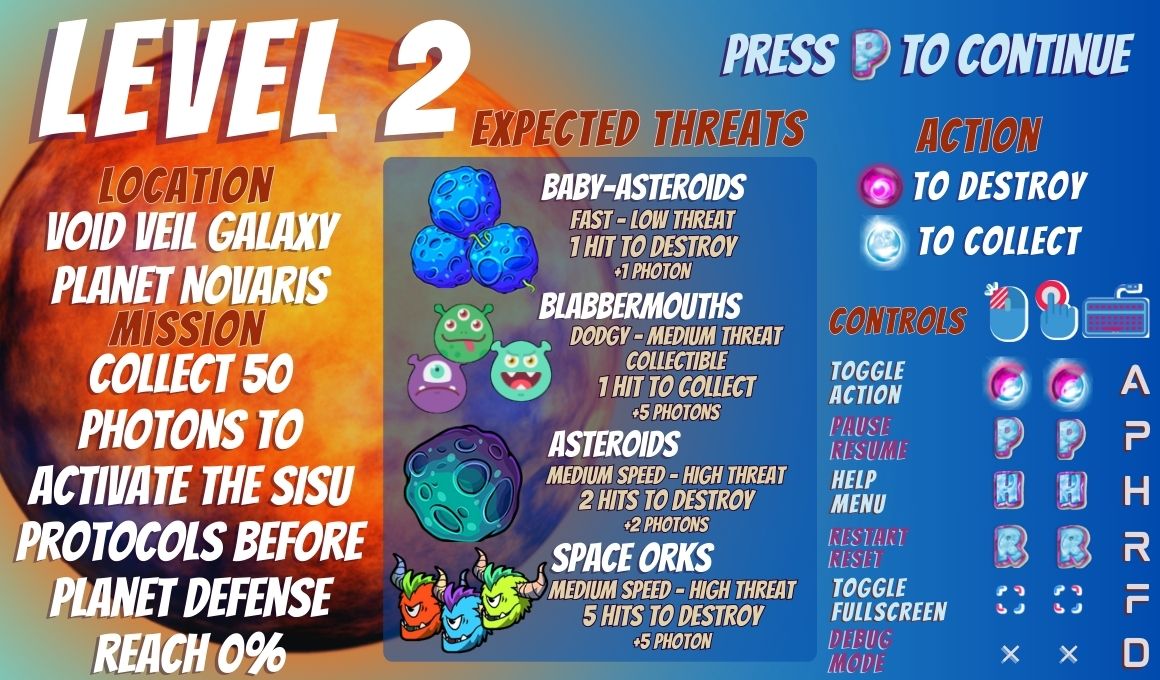 LEVEL 2
PRESS P TO CONTINUE
LOCATION
VOID VEIL GALAXY
PLANET NOVARIS
MISSION
COLLECT 50
PHOTONS TO
ACTIVATE THE SISU
PROTOCOLS BEFORE
PLANET DEFENSE
REACH 0%
EXPECTED THREATS
BABY-ASTEROIDS
FAST - LOW THREAT
1 HIT TO DESTROY
+1 PHOTON
BLABBERMOUTHS
DODGY - MEDIUM THREAT
COLLECTIBLE
1 HIT TO COLLECT
+5 PHOTONS
ASTEROIDS
MEDIUM SPEED - HIGH THREAT
2 HITS TO DESTROY
+2 PHOTONS
SPACE ORKS
MEDIUM SPEED - HIGH THREAT
5 HITS TO DESTROY
+5 PHOTON
ACTION
TO DESTROY
TO COLLECT
CONTROLS
TOGGLE
ACTION
A
PAUSE
RESUME
P P P
HELP
MENU
H H H
RESTART
RESET
R R R
TOGGLE
FULLSCREEN
F
DEBUG
MODE
× × D